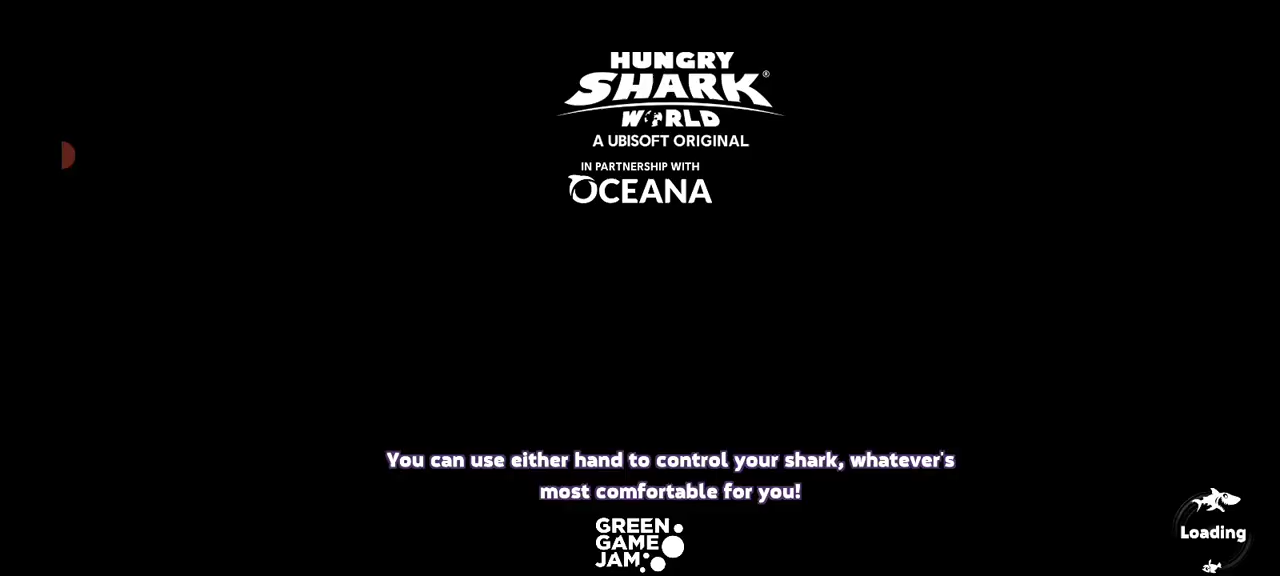 HUNGRY
SHARK®
WORLD
A UBISOFT ORIGINAL
IN PARTNERSHIP WITH
OCEANA
You can use either hand to control your shark, whatever's
most comfortable for you!
GREEN
GAME
JAM
Loading